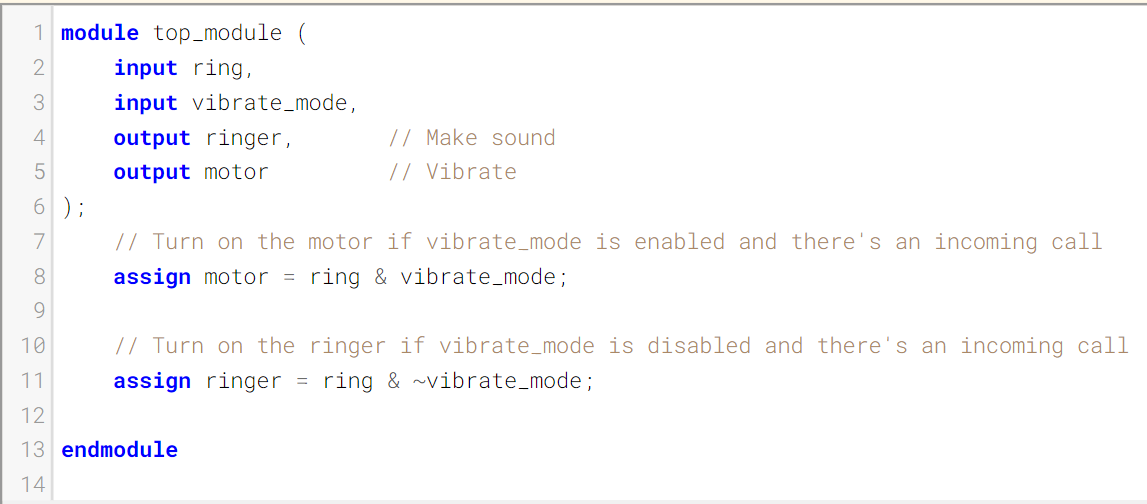 1 module top_module (
2     input ring,
3     input vibrate_mode,
4     output ringer,       // Make sound
5     output motor         // Vibrate
6 );
7     // Turn on the motor if vibrate_mode is enabled and there's an incoming call
8     assign motor = ring & vibrate_mode;
9
10     // Turn on the ringer if vibrate_mode is disabled and there's an incoming call
11     assign ringer = ring & ~vibrate_mode;
12
13 endmodule
14